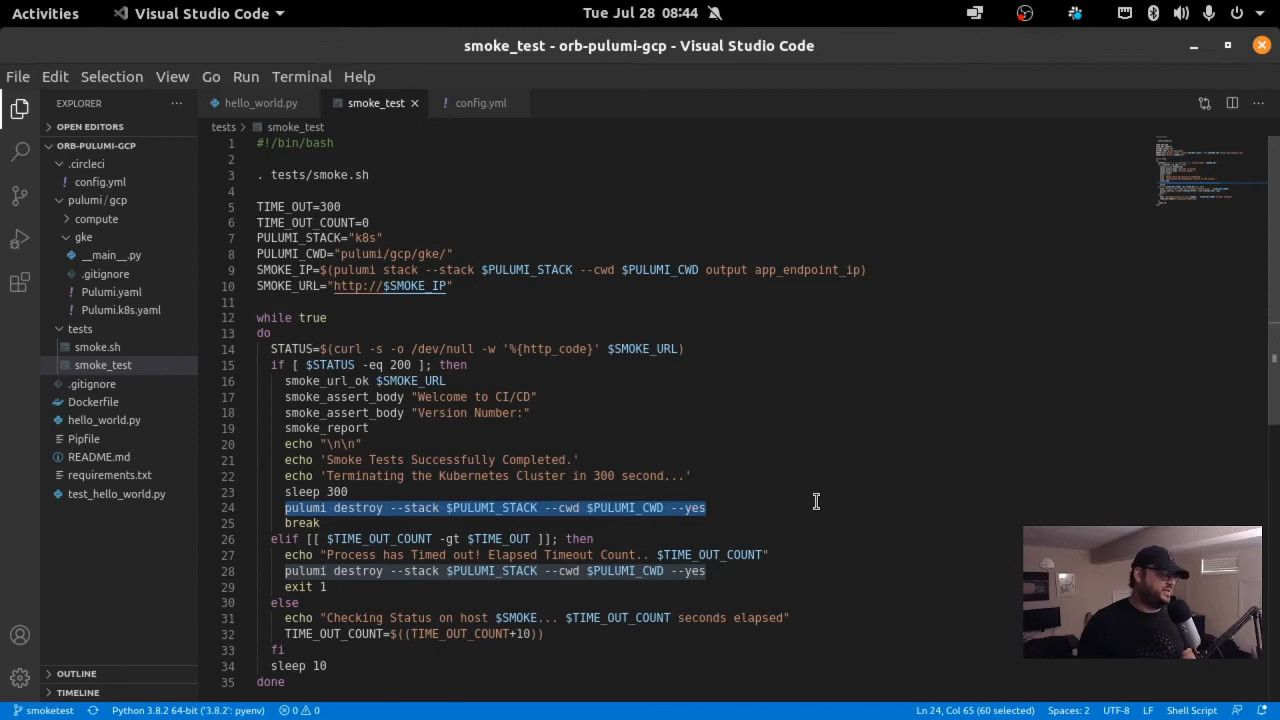 Activities
Visual Studio Code
Tue Jul 28 08:44
smoke_test - orb-pulumi-gcp - Visual Studio Code
File Edit Selection View Go Run Terminal Help
EXPLORER
OPEN EDITORS
ORB-PULUMI-GCP
.circleci
config.yml
pulumi / gcp
compute
gke
__main__.py
.gitignore
Pulumi.yaml
Pulumi.k8s.yaml
tests
smoke.sh
smoke_test
.gitignore
Dockerfile
hello_world.py
Pipfile
README.md
requirements.txt
test_hello_world.py
OUTLINE
TIMELINE
hello_world.py smoke_test config.yml
tests > smoke_test
1 #!/bin/bash
2
3 . tests/smoke.sh
4
5 TIME_OUT=300
6 TIME_OUT_COUNT=0
7 PULUMI_STACK="k8s"
8 PULUMI_CWD="pulumi/gcp/gke/"
9 SMOKE_IP=$(pulumi stack --stack $PULUMI_STACK --cwd $PULUMI_CWD output app_endpoint_ip)
10 SMOKE_URL="http://$SMOKE_IP"
11
12 while true
13 do
14 STATUS=$(curl -s -o /dev/null -w '%{http_code}' $SMOKE_URL)
15 if [ $STATUS -eq 200 ]; then
16 smoke_url_ok $SMOKE_URL
17 smoke_assert_body "Welcome to CI/CD"
18 smoke_assert_body "Version Number:"
19 smoke_report
20 echo "\n\n"
21 echo 'Smoke Tests Successfully Completed.'
22 echo 'Terminating the Kubernetes Cluster in 300 second...'
23 sleep 300
24 pulumi destroy --stack $PULUMI_STACK --cwd $PULUMI_CWD --yes
25 break
26 elif [[ $TIME_OUT_COUNT -gt $TIME_OUT ]]; then
27 echo "Process has Timed out! Elapsed Timeout Count.. $TIME_OUT_COUNT"
28 pulumi destroy --stack $PULUMI_STACK --cwd $PULUMI_CWD --yes
29 exit 1
30 else
31 echo "Checking Status on host $SMOKE... $TIME_OUT_COUNT seconds elapsed"
32 TIME_OUT_COUNT=$((TIME_OUT_COUNT+10))
33 fi
34 sleep 10
35 done
smoketest Python 3.8.2 64-bit ('3.8.2': pyenv) 0 0 Ln 24, Col 65 (60 selected) Spaces: 2 UTF-8 LF Shell Script